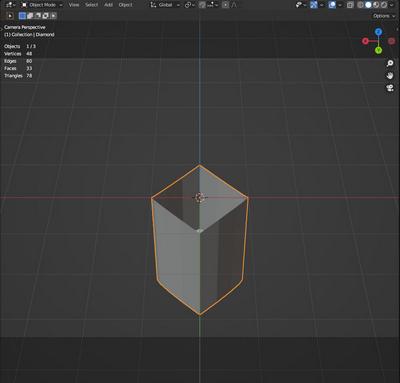 Object Mode View Select Add Object Global
Options
Camera Perspective
(1) Collection | Diamond
Objects 1 / 3
Vertices 48
Edges 80
Faces 33
Triangles 78
Z
X
Y